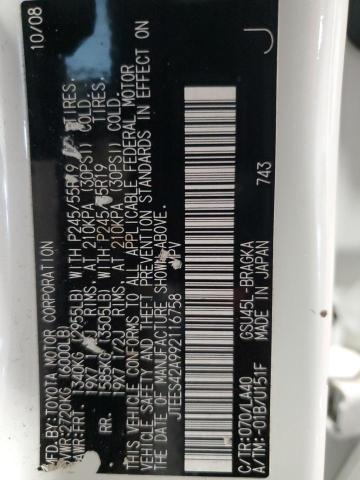 MFD. BY: TOYOTA MOTOR CORPORATION 10/08
GVWR: 2720KG (6000LB)
GAWR: FRT. 1340KG (2955LB). WITH P245/55R19 TIRES
19X7 1/2J RIMS, AT 210KPA (30PSI) COLD.
RR. 1585KG (3505LB). WITH P245/55R19 TIRES
19X7 1/2J RIMS, AT 210KPA (30PSI) COLD.
THIS VEHICLE CONFORMS TO ALL APPLICABLE FEDERAL MOTOR
VEHICLE SAFETY AND THEFT PREVENTION STANDARDS IN EFFECT ON
THE DATE OF MANUFACTURE SHOWN ABOVE.
JTEES42A992116758 MPV
J
C/TR: 070/LA40 GSU45L-BRAGKA 743
A/TM: -01B/U151F MADE IN JAPAN